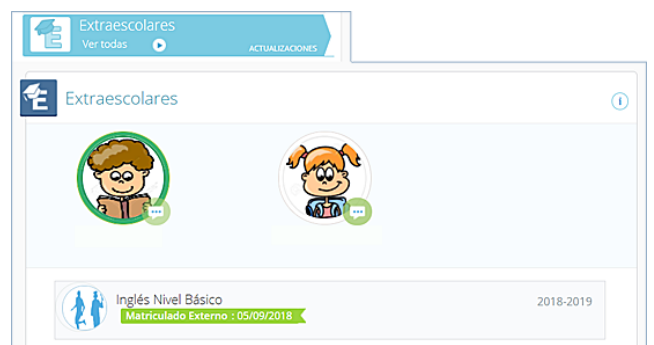 Extraescolares
Ver todas
ACTUALIZACIONES
E
Extraescolares
i
Inglés Nivel Básico
2018-2019
Matriculado Externo : 05/09/2018